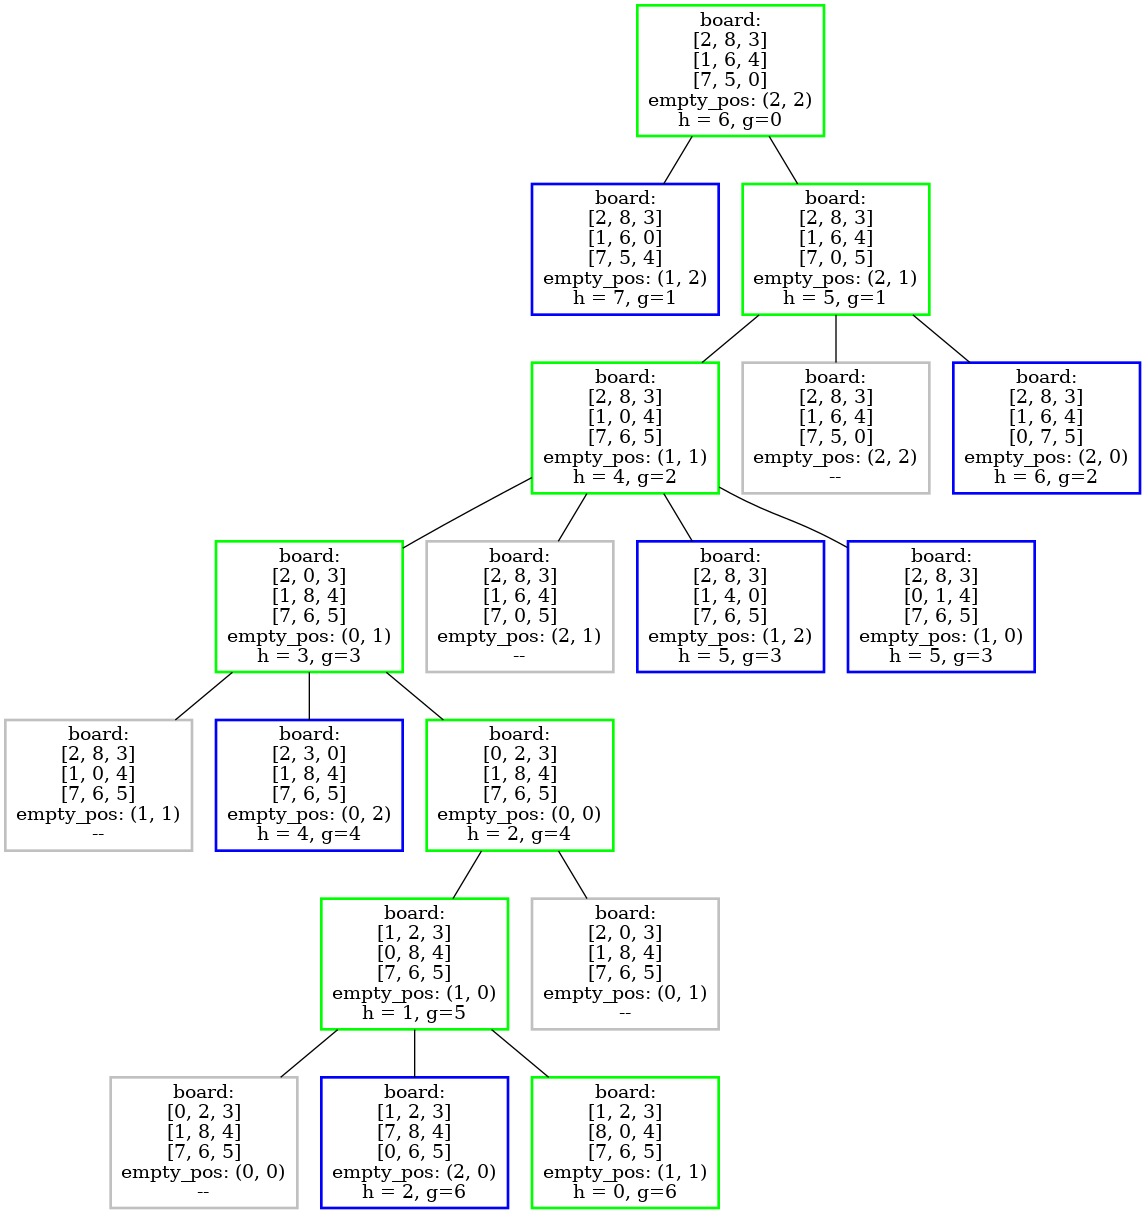 board:
[2, 8, 3]
[1, 6, 4]
[7, 5, 0]
empty_pos: (2, 2)
h = 6, g=0
board:
[2, 8, 3]
[1, 6, 0]
[7, 5, 4]
empty_pos: (1, 2)
h = 7, g=1
board:
[2, 8, 3]
[1, 6, 4]
[7, 0, 5]
empty_pos: (2, 1)
h = 5, g=1
board:
[2, 8, 3]
[1, 0, 4]
[7, 6, 5]
empty_pos: (1, 1)
h = 4, g=2
board:
[2, 8, 3]
[1, 6, 4]
[7, 5, 0]
empty_pos: (2, 2)
--
board:
[2, 8, 3]
[1, 6, 4]
[0, 7, 5]
empty_pos: (2, 0)
h = 6, g=2
board:
[2, 0, 3]
[1, 8, 4]
[7, 6, 5]
empty_pos: (0, 1)
h = 3, g=3
board:
[2, 8, 3]
[1, 6, 4]
[7, 0, 5]
empty_pos: (2, 1)
--
board:
[2, 8, 3]
[1, 4, 0]
[7, 6, 5]
empty_pos: (1, 2)
h = 5, g=3
board:
[2, 8, 3]
[0, 1, 4]
[7, 6, 5]
empty_pos: (1, 0)
h = 5, g=3
board:
[2, 8, 3]
[1, 0, 4]
[7, 6, 5]
empty_pos: (1, 1)
--
board:
[2, 3, 0]
[1, 8, 4]
[7, 6, 5]
empty_pos: (0, 2)
h = 4, g=4
board:
[0, 2, 3]
[1, 8, 4]
[7, 6, 5]
empty_pos: (0, 0)
h = 2, g=4
board:
[1, 2, 3]
[0, 8, 4]
[7, 6, 5]
empty_pos: (1, 0)
h = 1, g=5
board:
[2, 0, 3]
[1, 8, 4]
[7, 6, 5]
empty_pos: (0, 1)
--
board:
[0, 2, 3]
[1, 8, 4]
[7, 6, 5]
empty_pos: (0, 0)
--
board:
[1, 2, 3]
[7, 8, 4]
[0, 6, 5]
empty_pos: (2, 0)
h = 2, g=6
board:
[1, 2, 3]
[8, 0, 4]
[7, 6, 5]
empty_pos: (1, 1)
h = 0, g=6